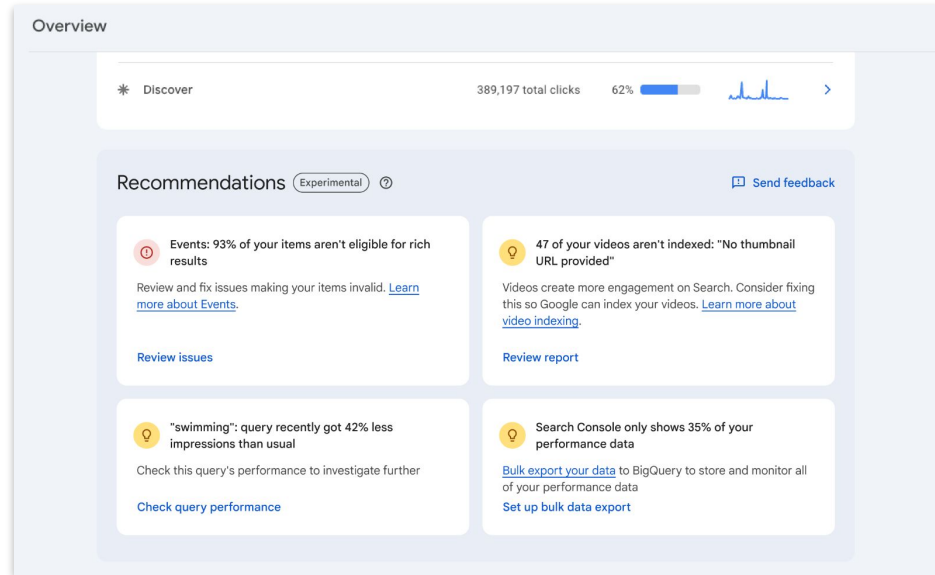 Overview
Discover
389,197 total clicks
62%
Recommendations
Experimental
Send feedback
Events: 93% of your items aren't eligible for rich
results
Review and fix issues making your items invalid. Learn
more about Events.
Review issues
47 of your videos aren't indexed: "No thumbnail
URL provided"
Videos create more engagement on Search. Consider fixing
this so Google can index your videos. Learn more about
video indexing.
Review report
"swimming": query recently got 42% less
impressions than usual
Check this query's performance to investigate further
Check query performance
Search Console only shows 35% of your
performance data
Bulk export your data to BigQuery to store and monitor all
of your performance data
Set up bulk data export